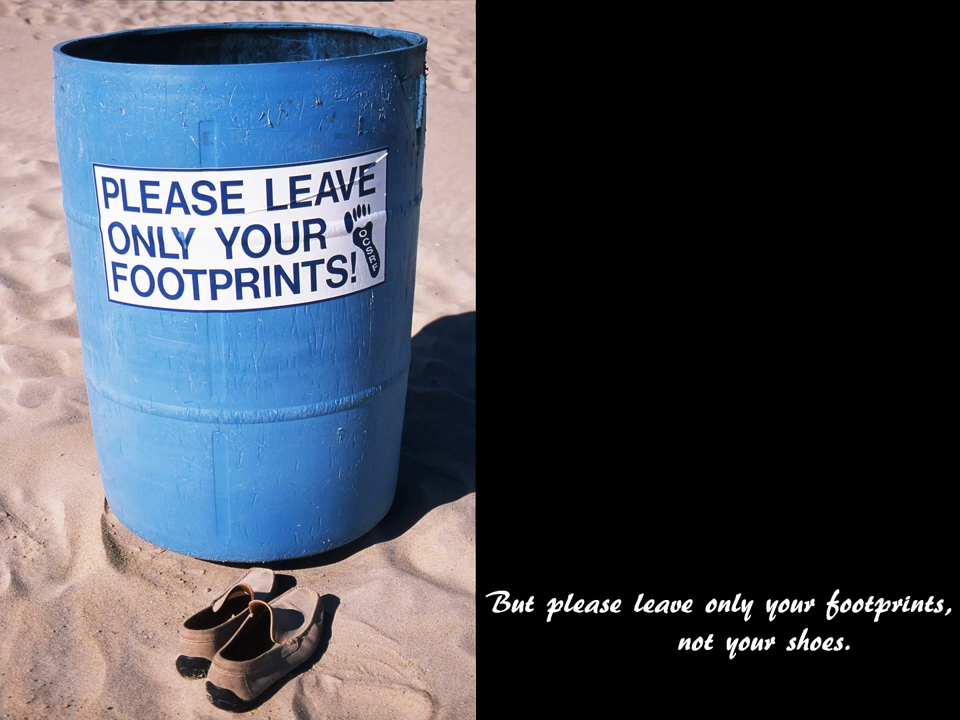 PLEASE LEAVE
ONLY YOUR
FOOTPRINTS!
OCSRF
But please leave only your footprints,
not your shoes.